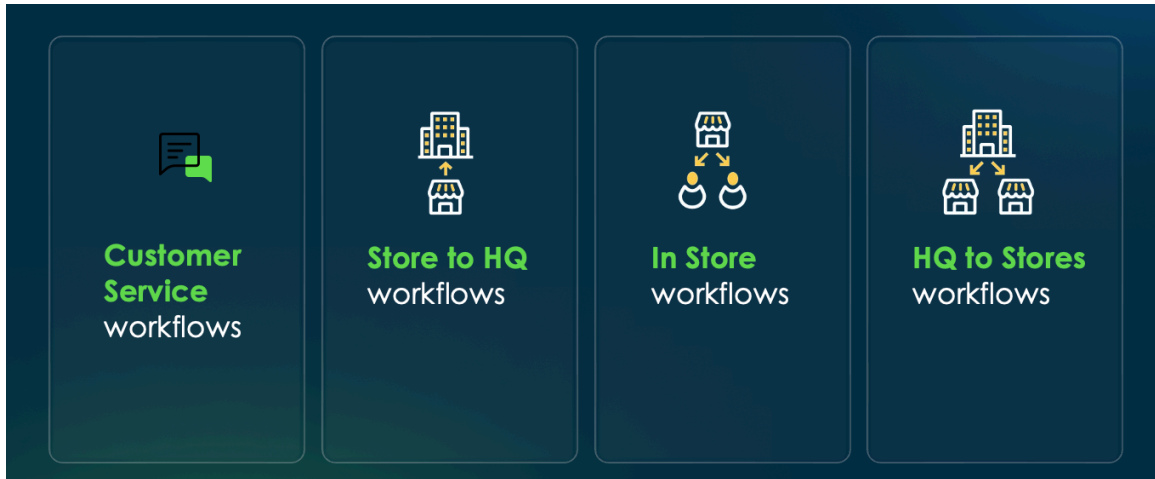 Customer
Service
workflows
Store to HQ
workflows
In Store
workflows
HQ to Stores
workflows